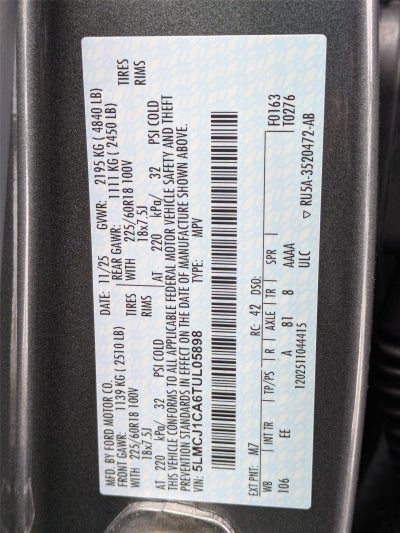 MFD. BY FORD MOTOR CO.
DATE: 11/25 GVWR: 2195 KG ( 4840 LB)
FRONT GAWR: 1139 KG ( 2510 LB) REAR GAWR: 1111 KG ( 2450 LB)
WITH 225/60R18 100V TIRES WITH 225/60R18 100V TIRES
18x7.5J RIMS 18x7.5J RIMS
AT 220 kPa/ 32 PSI COLD AT 220 kPa/ 32 PSI COLD
THIS VEHICLE CONFORMS TO ALL APPLICABLE FEDERAL MOTOR VEHICLE SAFETY AND THEFT
PREVENTION STANDARDS IN EFFECT ON THE DATE OF MANUFACTURE SHOWN ABOVE.
VIN: 5LMCJ1CA6TUL05898 TYPE: MPV
EXT PNT: M7 RC: 42 DSO: F0163
T0276
WB INT TR TP/PS R AXLE TR SPR
106 EE A 81 8 AAAA
ULC
1202511044415 ▽ RU5A-3520472-AB